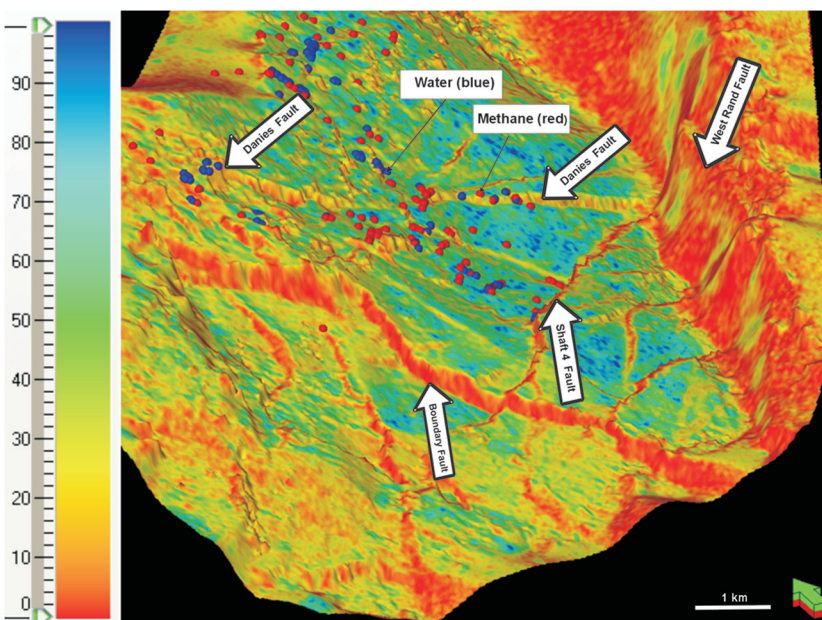 90
80
70
60
50
40
30
20
10
0
Water (blue)
Methane (red)
Danies Fault
Danies Fault
West Rand Fault
Shaft 4 Fault
Boundary Fault
1 km